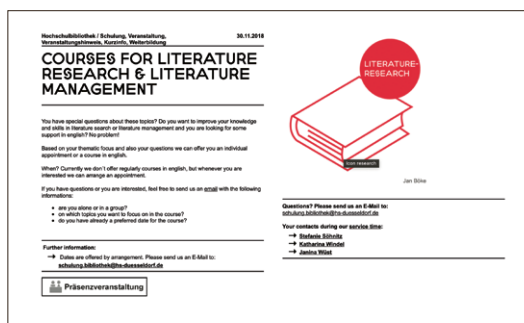 Hochschulbibliothek / Schulung, Veranstaltung,
Veranstaltungshinweis, Kurzinfo, Weiterbildung
30.11.2018
COURSES FOR LITERATURE
RESEARCH & LITERATURE
MANAGEMENT
You have special questions about these topics? Do you want to improve your knowledge
and skills in literature search or literature management and you are looking for some
support in english? No problem!
Based on your thematic focus and also your questions we can offer you an individual
appointment or a course in english.
When? Currently we don´t offer regularly courses in english, but whenever you are
interested we can arrange an appointment.
If you have questions or you are interested, feel free to send us an email with the following
informations:
• are you alone or in a group?
• on which topics you want to focus on in the course?
• do you have already a preferred date for the course?
Further information:
→ Dates are offered by arrangement. Please send us an E-Mail to:
schulung.bibliothek@hs-duesseldorf.de
Präsenzveranstaltung
LITERATURE-
RESEARCH
Icon research
Jan Böke
Questions? Please send us an E-Mail to:
schulung.bibliothek@hs-duesseldorf.de
Your contacts during our service time:
→ Stefanie Söhnitz
→ Katharina Windel
→ Janina Wüst